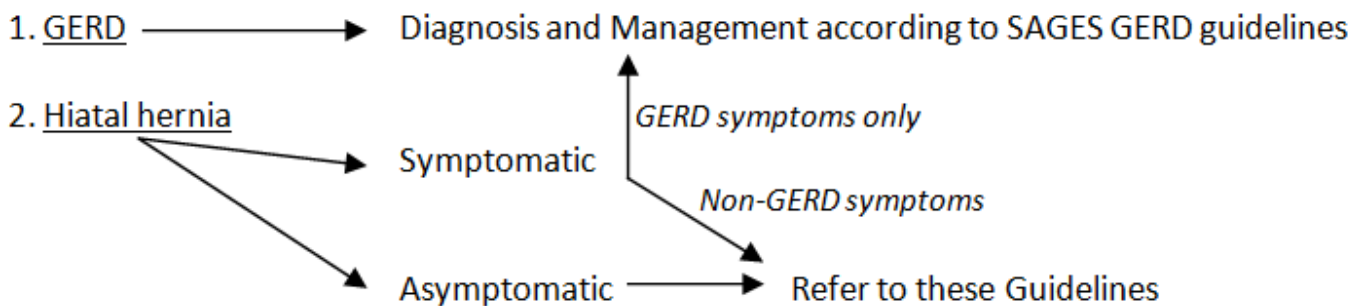 1. GERD Diagnosis and Management according to SAGES GERD guidelines
2. Hiatal hernia
GERD symptoms only
Symptomatic
Non-GERD symptoms
Asymptomatic Refer to these Guidelines